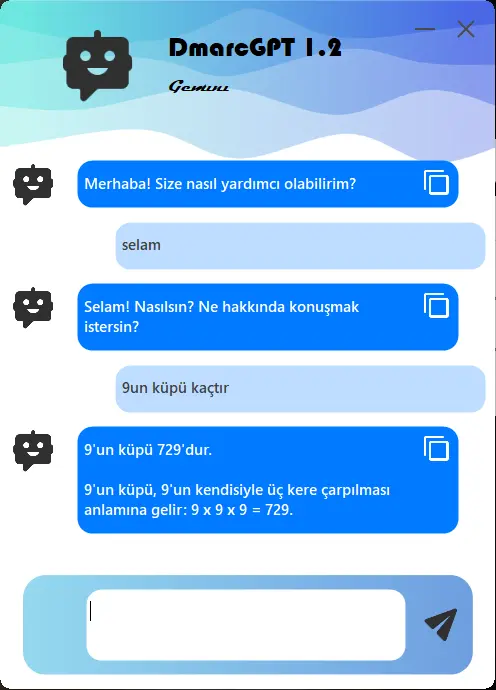 DmarcGPT 1.2
Gemini
Merhaba! Size nasıl yardımcı olabilirim?
selam
Selam! Nasılsın? Ne hakkında konuşmak
istersin?
9un küpü kaçtır
9'un küpü 729'dur.
9'un küpü, 9'un kendisiyle üç kere çarpılması
anlamına gelir: 9 x 9 x 9 = 729.